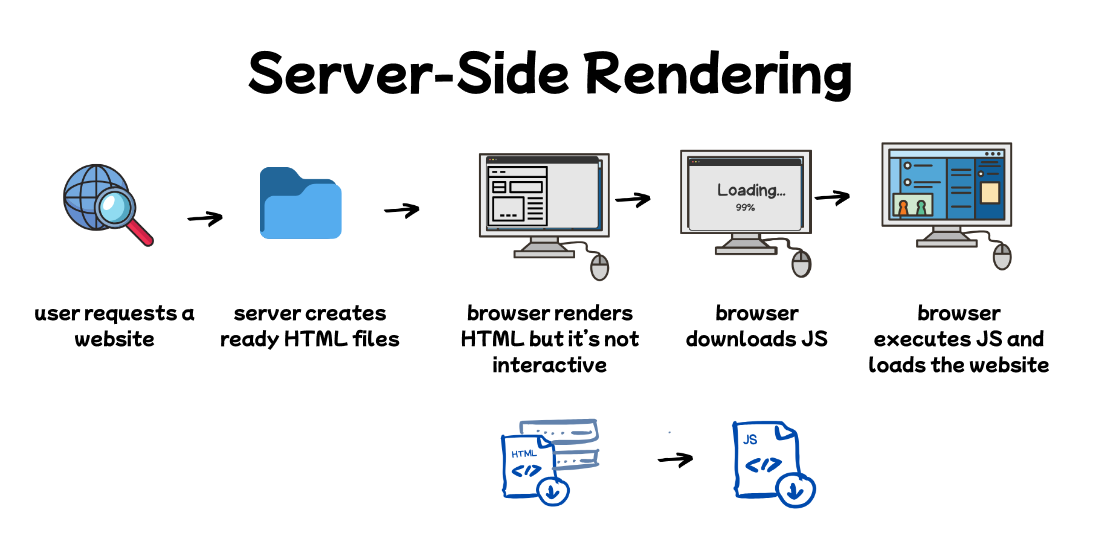 Server-Side Rendering
Loading...
99%
user requests a
website
server creates
ready HTML files
browser renders
HTML but it's not
interactive
browser
downloads JS
browser
executes JS and
loads the website
HTML
</>
JS
</>